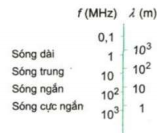 f (MHz) λ (m)
0,1
Sóng dài 1 10³
Sóng trung 10 10²
Sóng ngắn 10² 10
Sóng cực ngắn 10³ 1